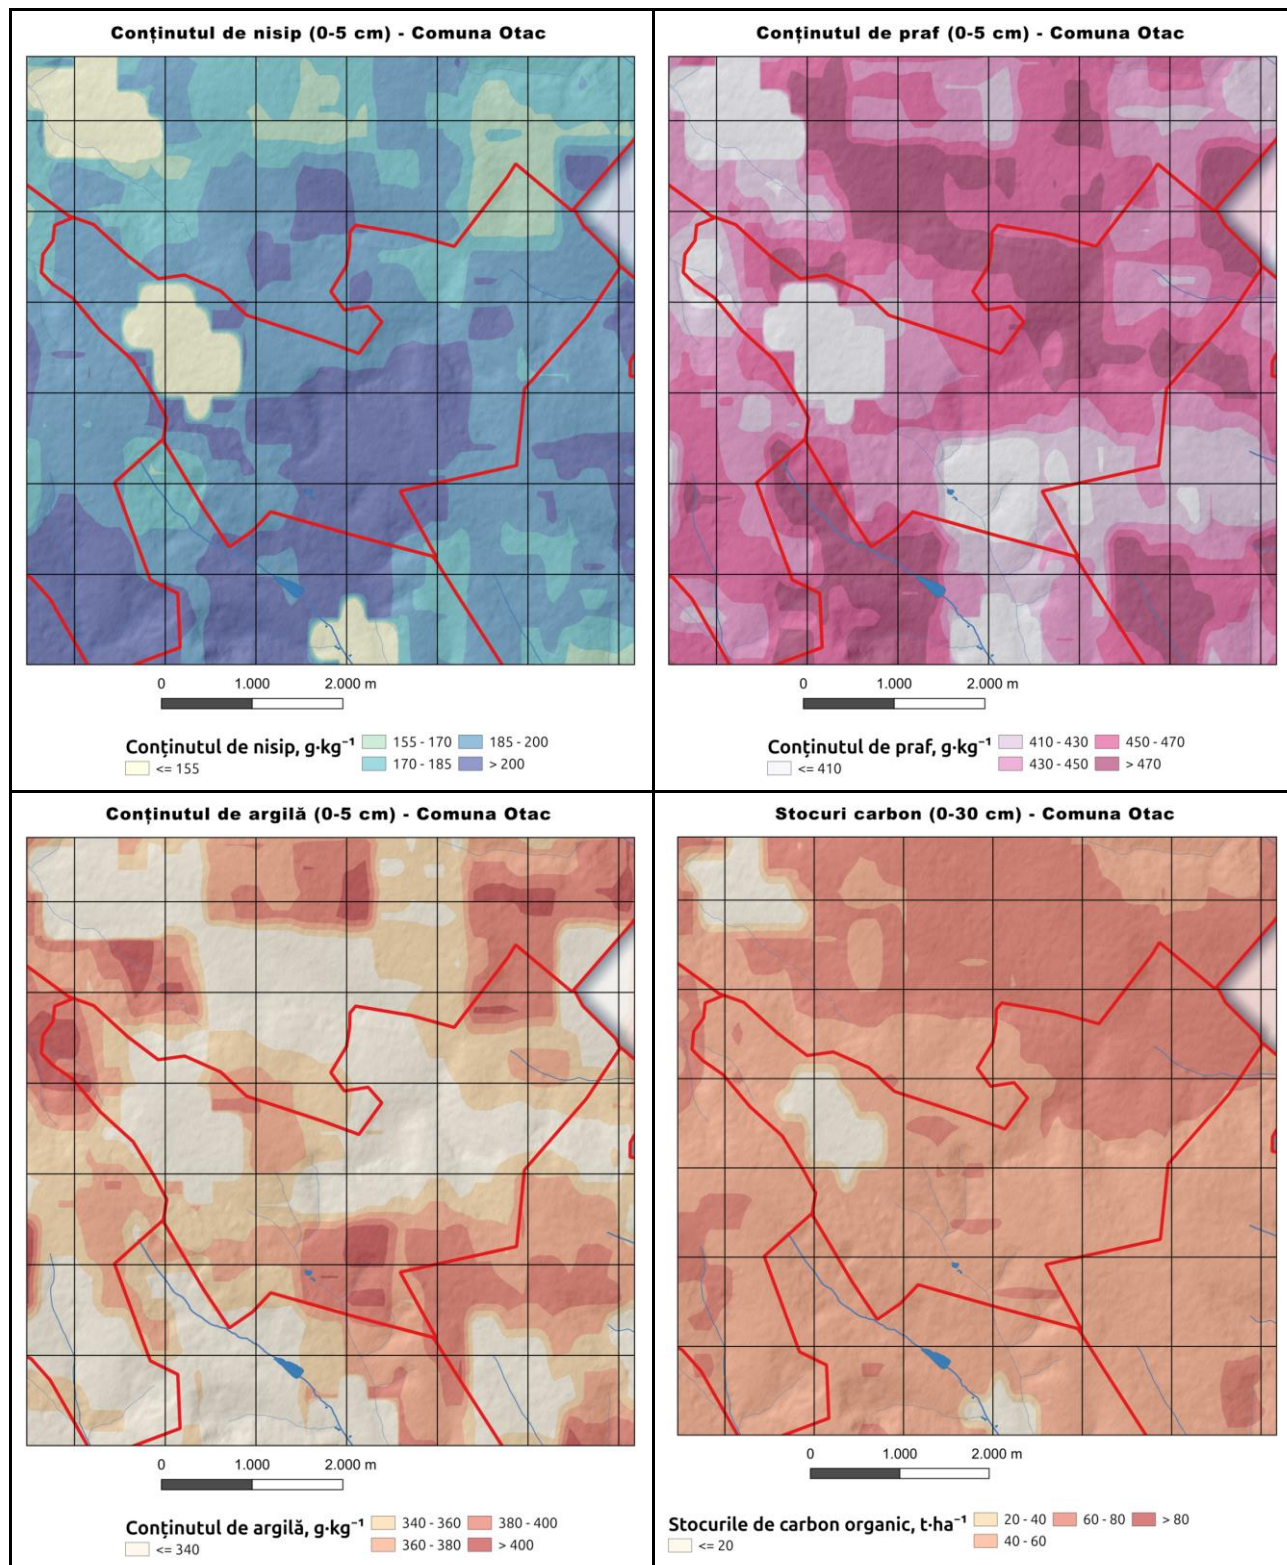 Conținutul de nisip (0-5 cm) - Comuna Otac
0 1.000 2.000 m
Conținutul de nisip, g·kg⁻¹
<= 155
155 - 170
170 - 185
185 - 200
> 200
Conținutul de praf (0-5 cm) - Comuna Otac
0 1.000 2.000 m
Conținutul de praf, g·kg⁻¹
<= 410
410 - 430
430 - 450
450 - 470
> 470
Conținutul de argilă (0-5 cm) - Comuna Otac
0 1.000 2.000 m
Conținutul de argilă, g·kg⁻¹
<= 340
340 - 360
360 - 380
380 - 400
> 400
Stocuri carbon (0-30 cm) - Comuna Otac
0 1.000 2.000 m
Stocurile de carbon organic, t·ha⁻¹
<= 20
20 - 40
40 - 60
60 - 80
> 80